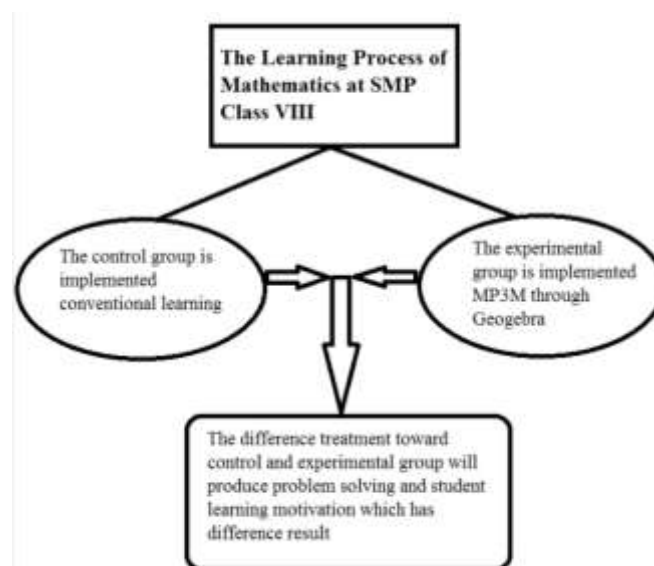 The Learning Process of
Mathematics at SMP
Class VIII
The control group is
implemented
conventional learning
The experimental
group is implemented
MP3M through
Geogebra
The difference treatment toward
control and experimental group will
produce problem solving and student
learning motivation which has
difference result